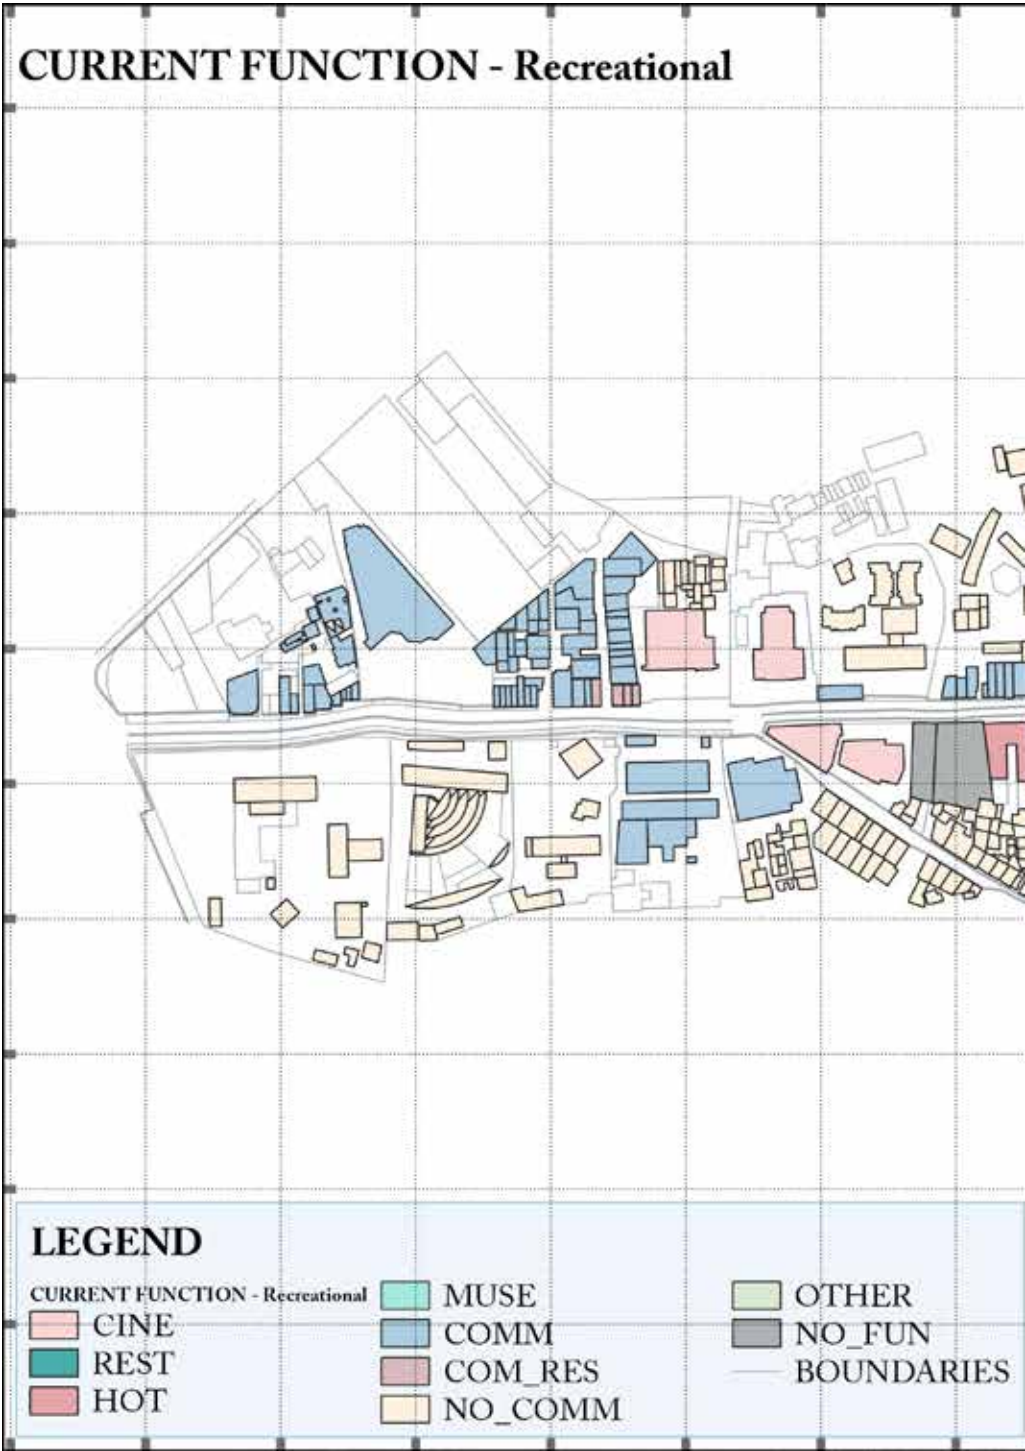 CURRENT FUNCTION - Recreational
LEGEND
CURRENT FUNCTION - Recreational
CINE
REST
HOT
MUSE
COMM
COM_RES
NO_COMM
OTHER
NO_FUN
BOUNDARIES